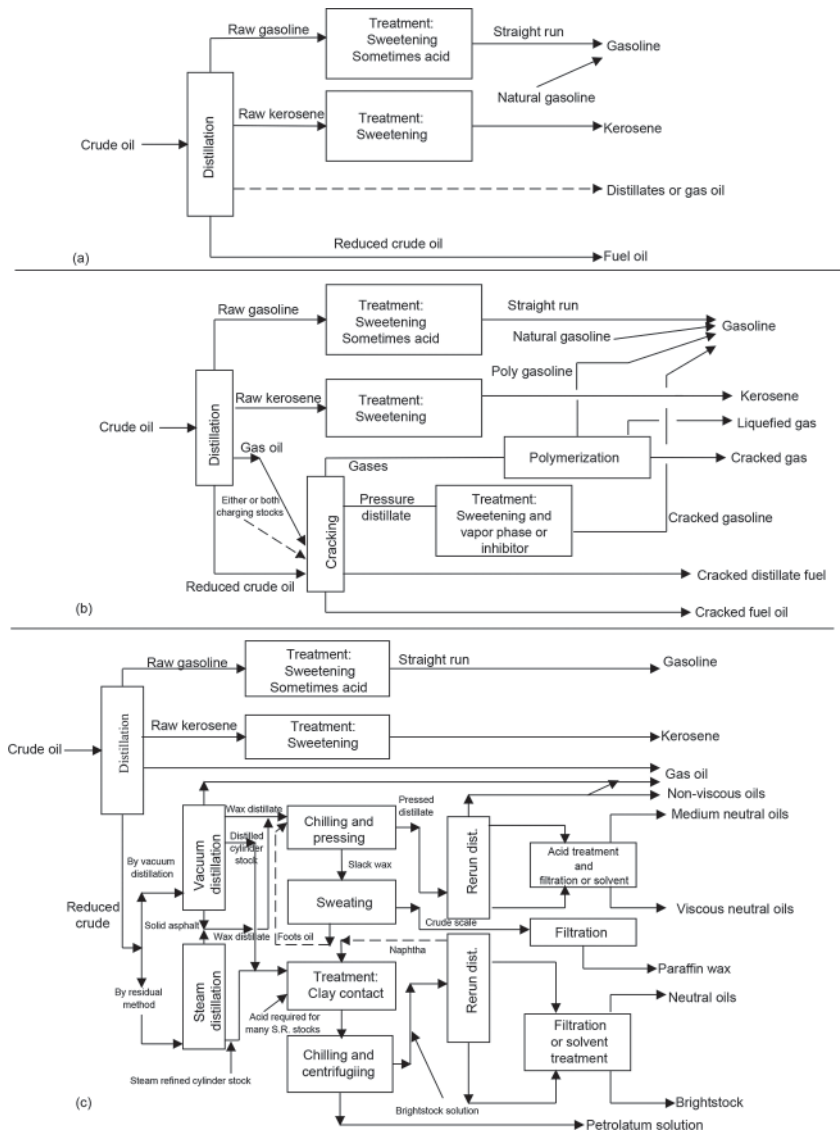 Raw gasoline
Treatment:
Sweetening
Sometimes acid
Straight run
Gasoline
Natural gasoline
Raw kerosene
Treatment:
Sweetening
Kerosene
Crude oil
Distillation
Distillates or gas oil
Reduced crude oil
Fuel oil
(a)
Raw gasoline
Treatment:
Sweetening
Sometimes acid
Straight run
Natural gasoline
Gasoline
Poly gasoline
Raw kerosene
Treatment:
Sweetening
Kerosene
Crude oil
Distillation
Liquefied gas
Gas oil
Gases
Polymerization
Cracked gas
Either or both
charging stocks
Cracking
Pressure
distillate
Treatment:
Sweetening and
vapor phase or
inhibitor
Cracked gasoline
Reduced crude oil
Cracked distillate fuel
Cracked fuel oil
(b)
Raw gasoline
Treatment:
Sweetening
Sometimes acid
Straight run
Gasoline
Raw kerosene
Treatment:
Sweetening
Kerosene
Crude oil
Distillation
Gas oil
Non-viscous oils
Wax distillate
Chilling and
pressing
Pressed
distillate
Medium neutral oils
Vacuum
distillation
Distilled
cylinder
stock
Rerun dist.
Acid treatment
and
filtration or solvent
By vacuum
distillation
Slack wax
Reduced
crude
Sweating
Viscous neutral oils
Solid asphalt
Wax distillate
Foots oil
Crude scale
Filtration
Naphtha
Paraffin wax
Steam
distillation
Treatment:
Clay contact
Rerun dist.
Neutral oils
By residual
method
Acid required for
many S.R. stocks
Filtration
or solvent
treatment
Chilling and
centrifugiing
Steam refined cylinder stock
Brightstock solution
Brightstock
(c)
Petrolatum solution